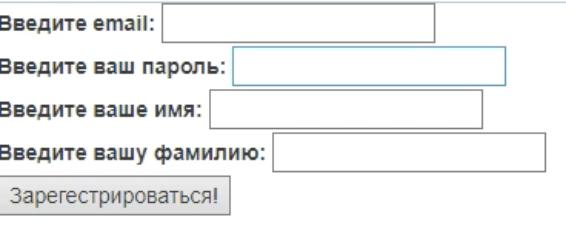 Введите email:
Введите ваш пароль:
Введите ваше имя:
Введите вашу фамилию:
Зарегестрироваться!